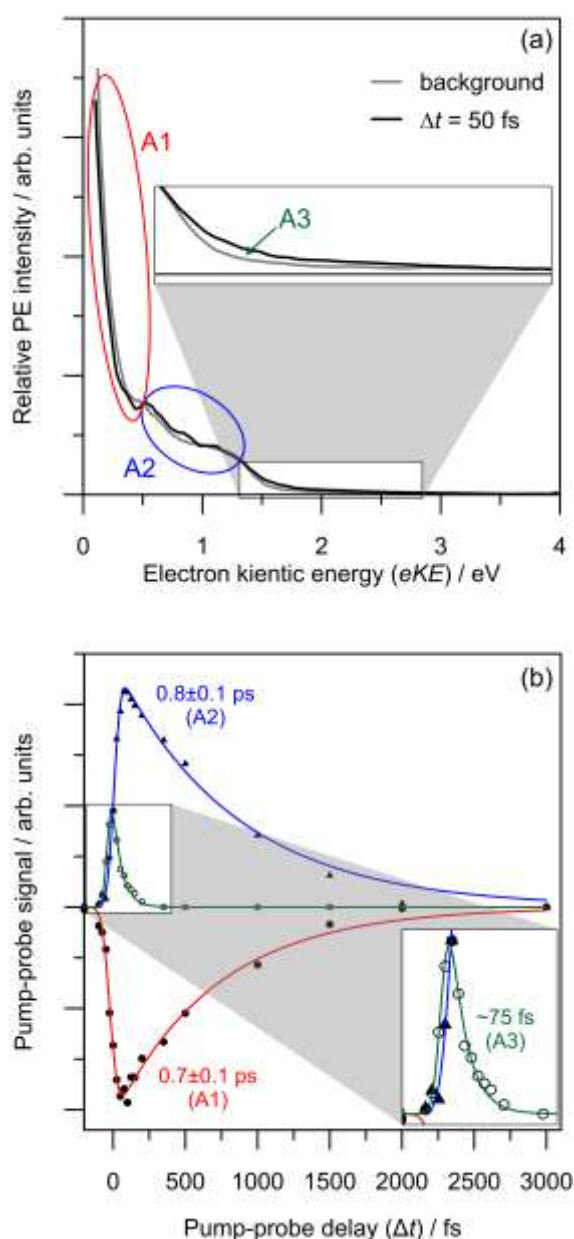 (a)
background
Δt = 50 fs
A1
A3
A2
Relative PE intensity / arb. units
0 1 2 3 4
Electron kientic energy (eKE) / eV
(b)
0.8±0.1 ps
(A2)
Pump-probe signal / arb. units
~75 fs
(A3)
0.7±0.1 ps
(A1)
0 500 1000 1500 2000 2500 3000
Pump-probe delay (Δt) / fs